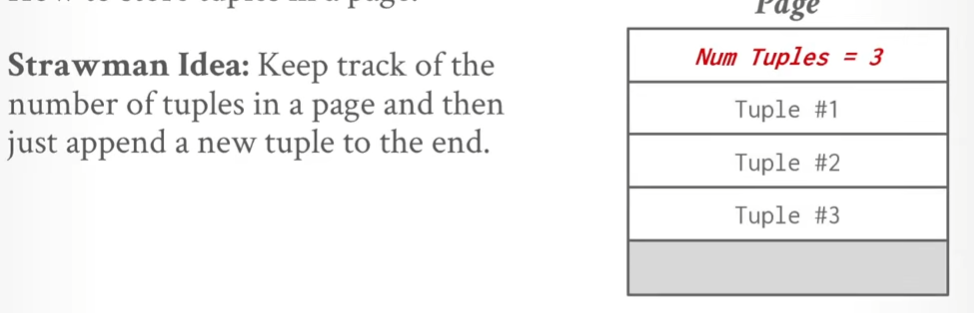 Page
Strawman Idea: Keep track of the
number of tuples in a page and then
just append a new tuple to the end.
Num Tuples = 3
Tuple #1
Tuple #2
Tuple #3